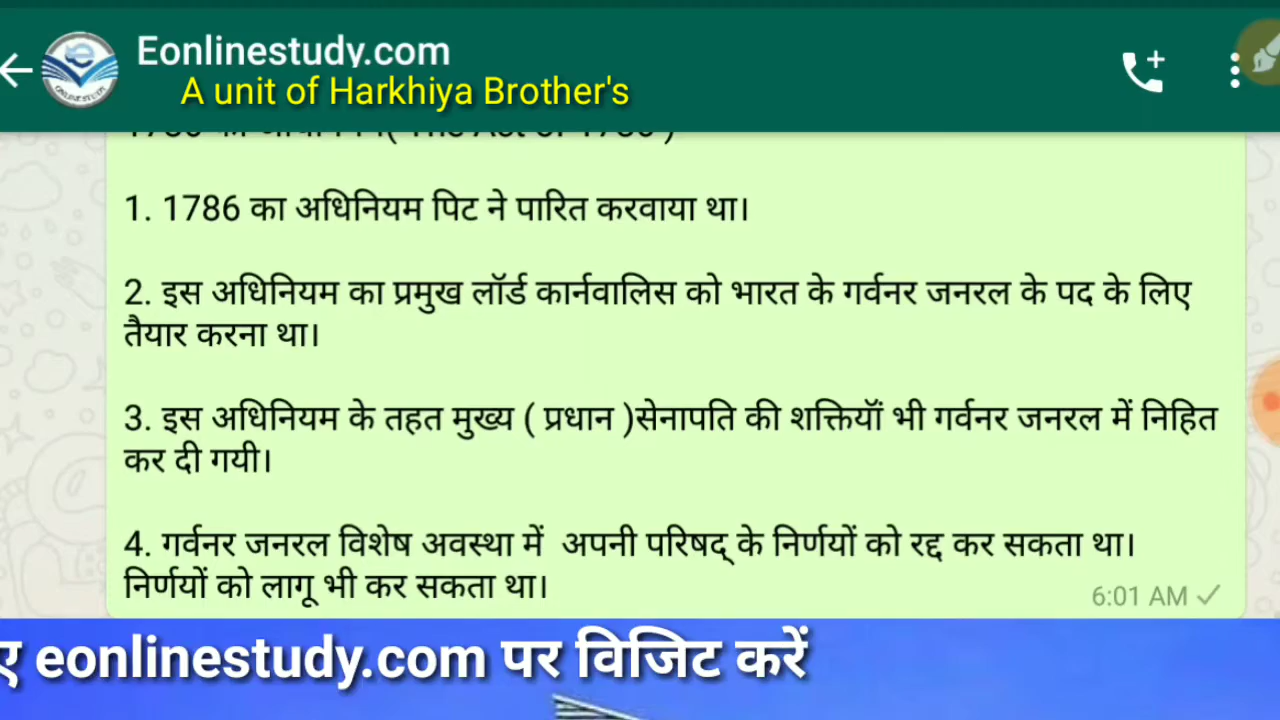 Eonlinestudy.com
A unit of Harkhiya Brother's
1. 1786 का अधिनियम पिट ने पारित करवाया था।
2. इस अधिनियम का प्रमुख लॉर्ड कार्नवालिस को भारत के गर्वनर जनरल के पद के लिए
तैयार करना था।
3. इस अधिनियम के तहत मुख्य ( प्रधान )सेनापति की शक्तियाॅं भी गर्वनर जनरल में निहित
कर दी गयी।
4. गर्वनर जनरल विशेष अवस्था में  अपनी परिषद् के निर्णयों को रद्द कर सकता था।
निर्णयों को लागू भी कर सकता था।
6:01 AM
eonlinestudy.com पर विजिट करें